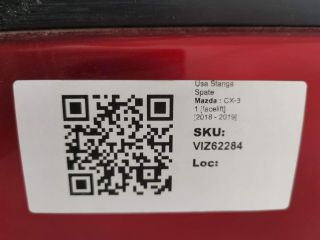 Usa Stanga
Spate
Mazda : CX-3
1 [facelift]
[2018 - 2019]
SKU:
VIZ62284
Loc: